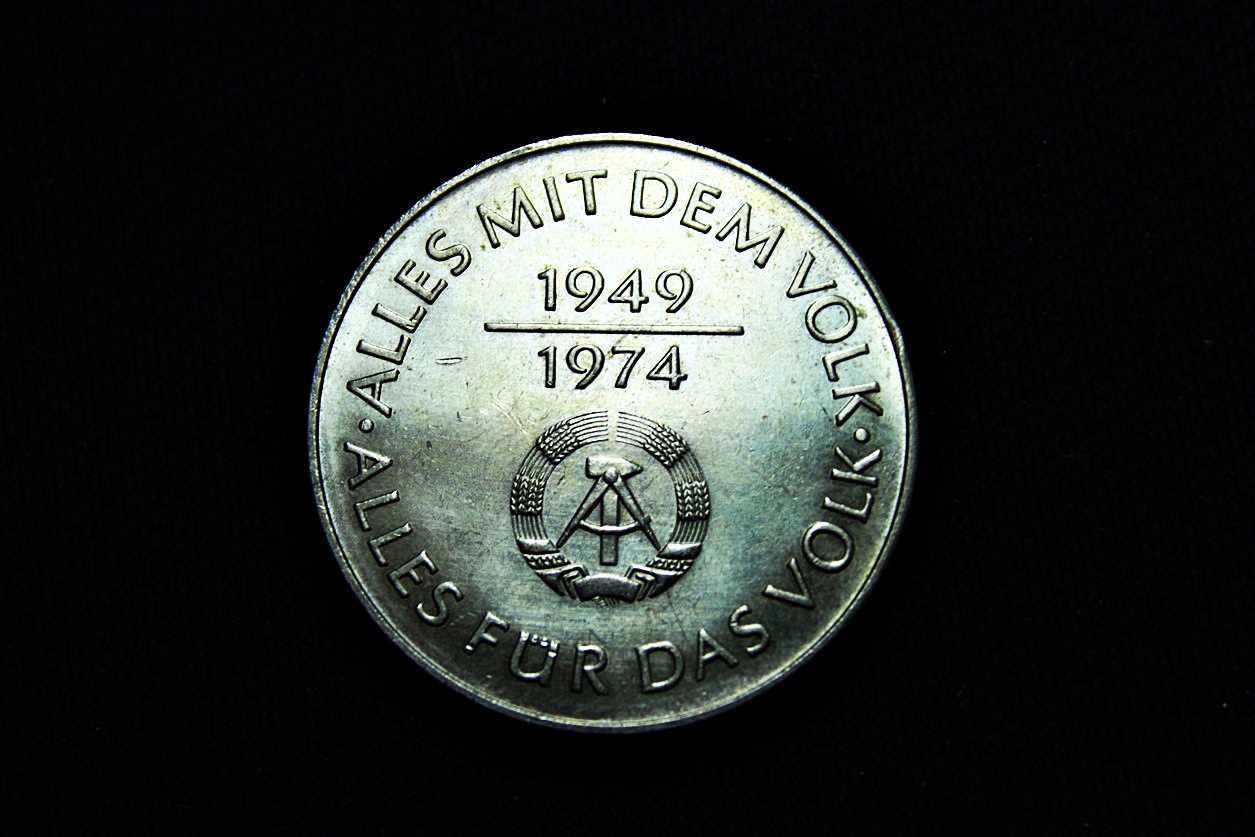 ALLES MIT DEM VOLK
1949
1974
ALLES FÜR DAS VOLK